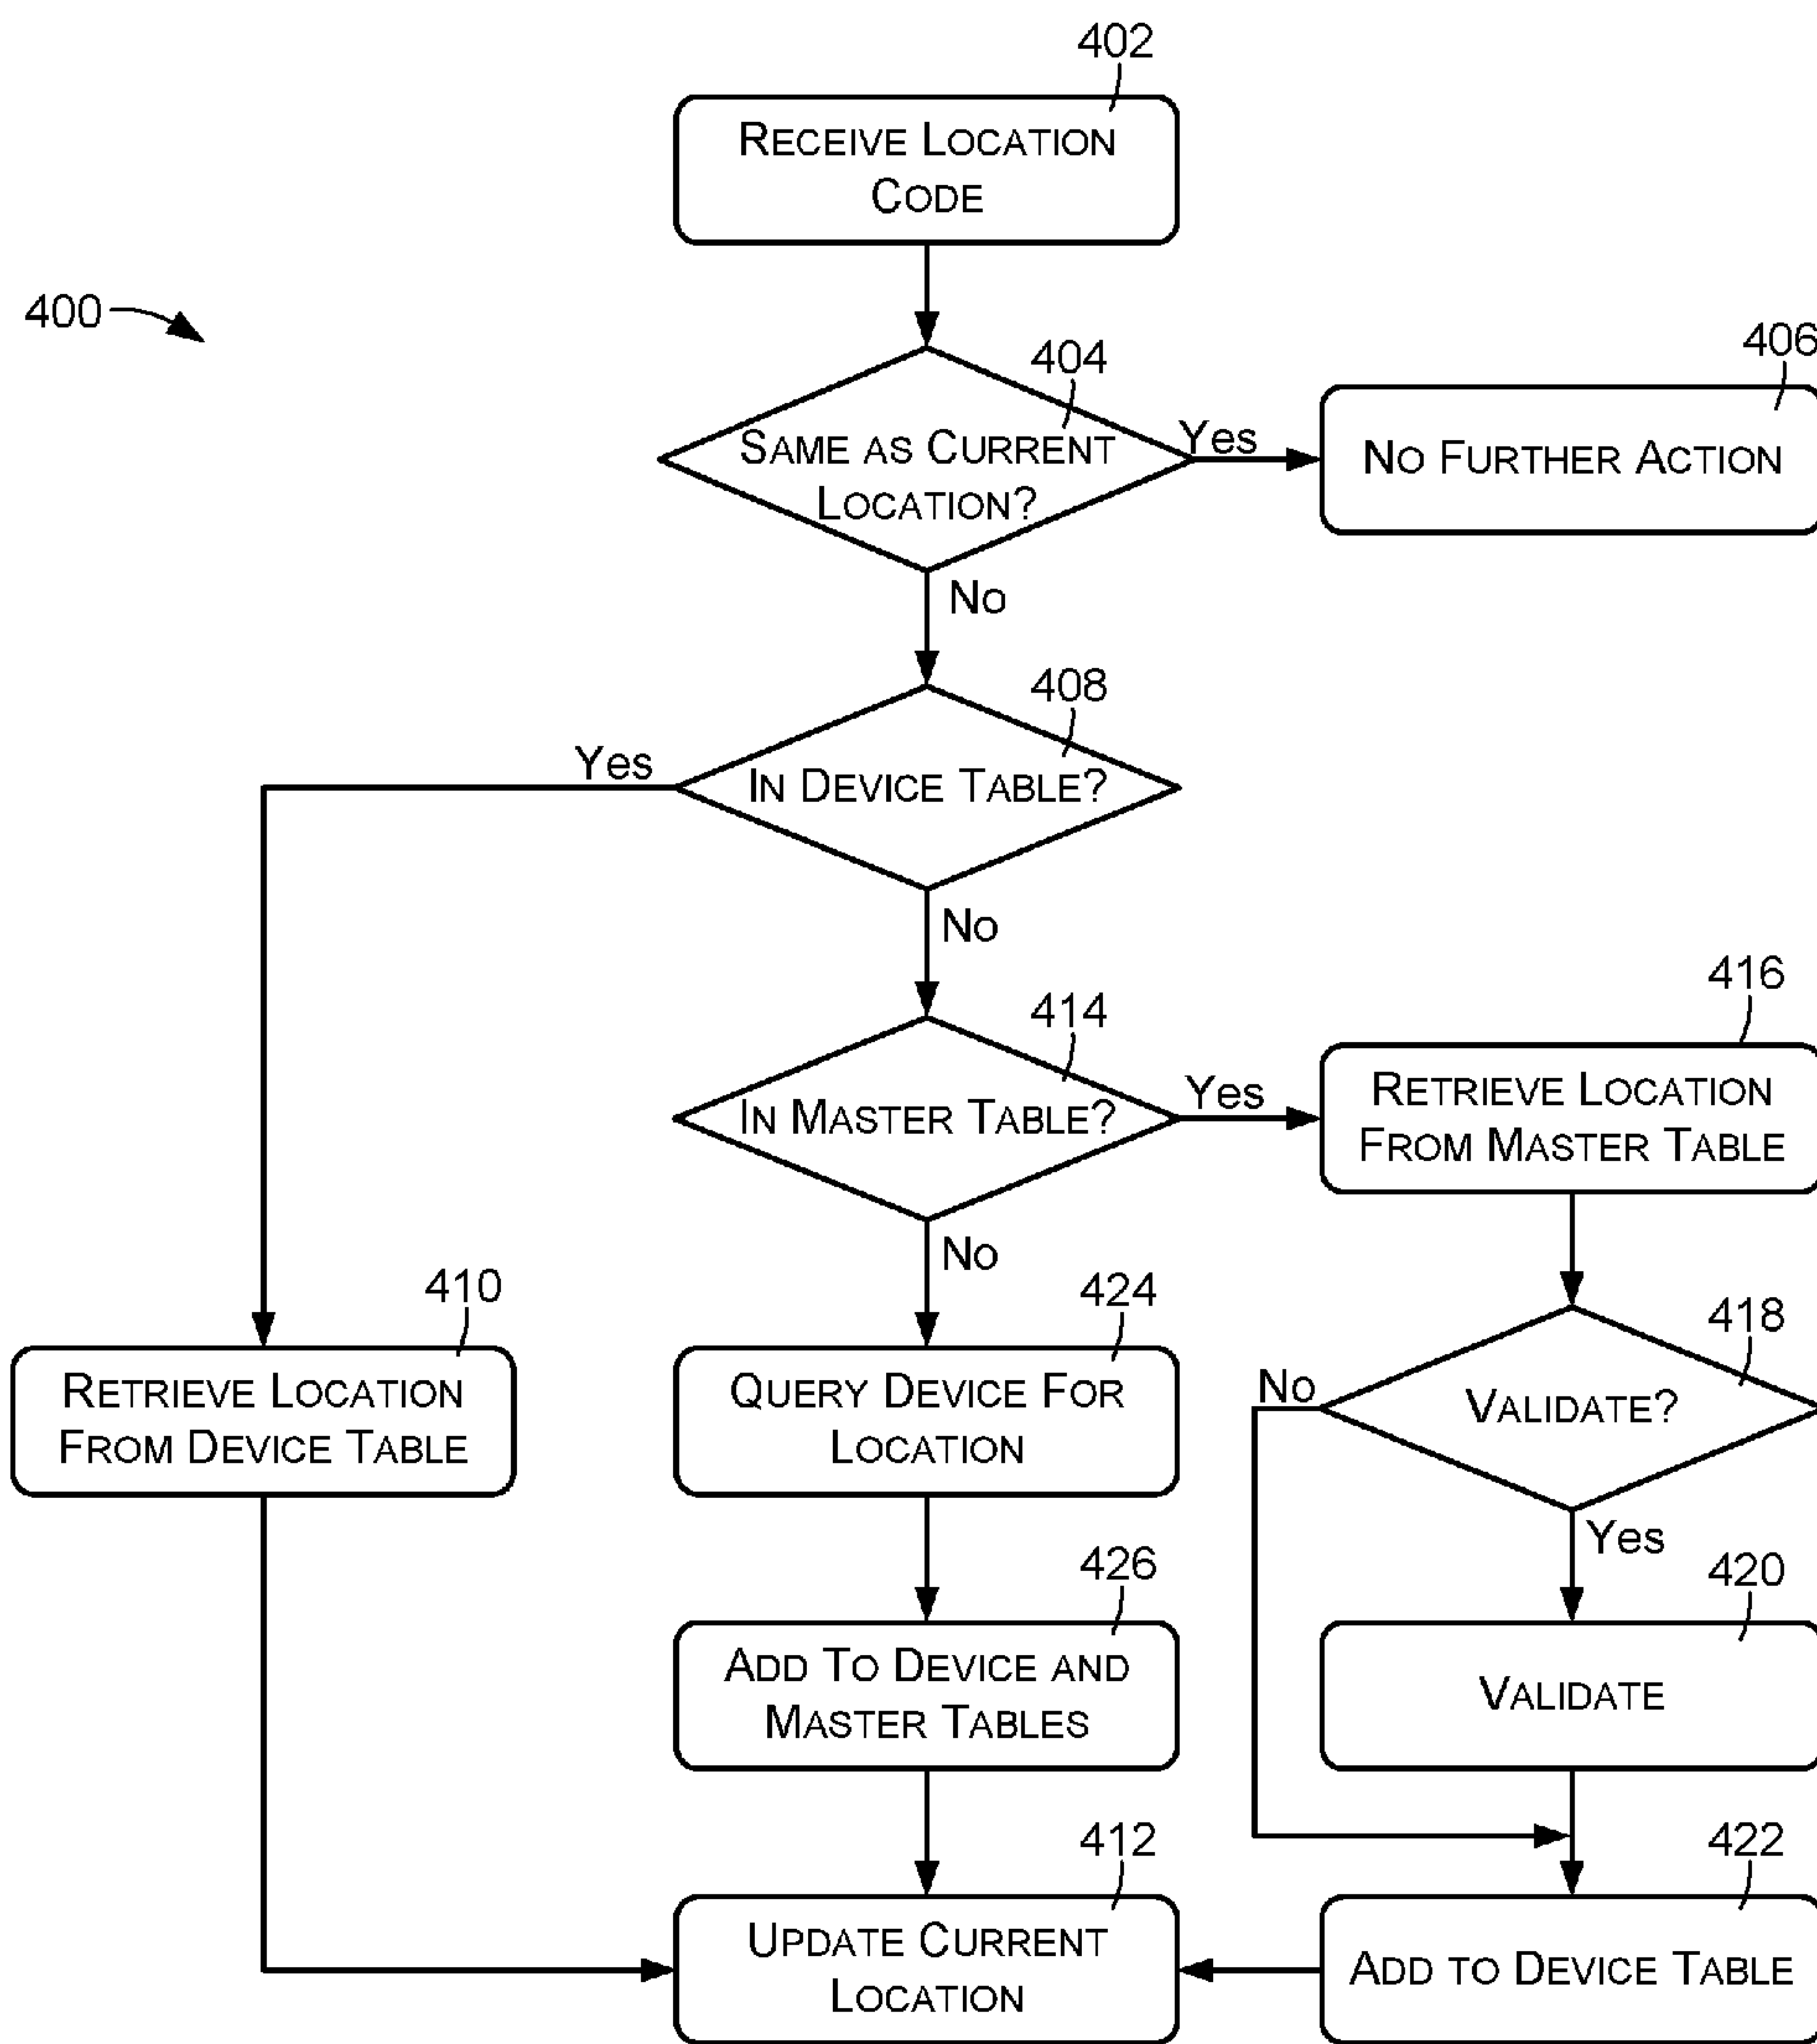 402
RECEIVE LOCATION
CODE
400
404
406
SAME AS CURRENT
LOCATION?
Yes
NO FURTHER ACTION
No
408
Yes
IN DEVICE TABLE?
No
414
416
IN MASTER TABLE?
Yes
RETRIEVE LOCATION
FROM MASTER TABLE
No
410
424
418
RETRIEVE LOCATION
FROM DEVICE TABLE
QUERY DEVICE FOR
LOCATION
No
VALIDATE?
Yes
426
420
ADD TO DEVICE AND
MASTER TABLES
VALIDATE
412
422
UPDATE CURRENT
LOCATION
ADD TO DEVICE TABLE